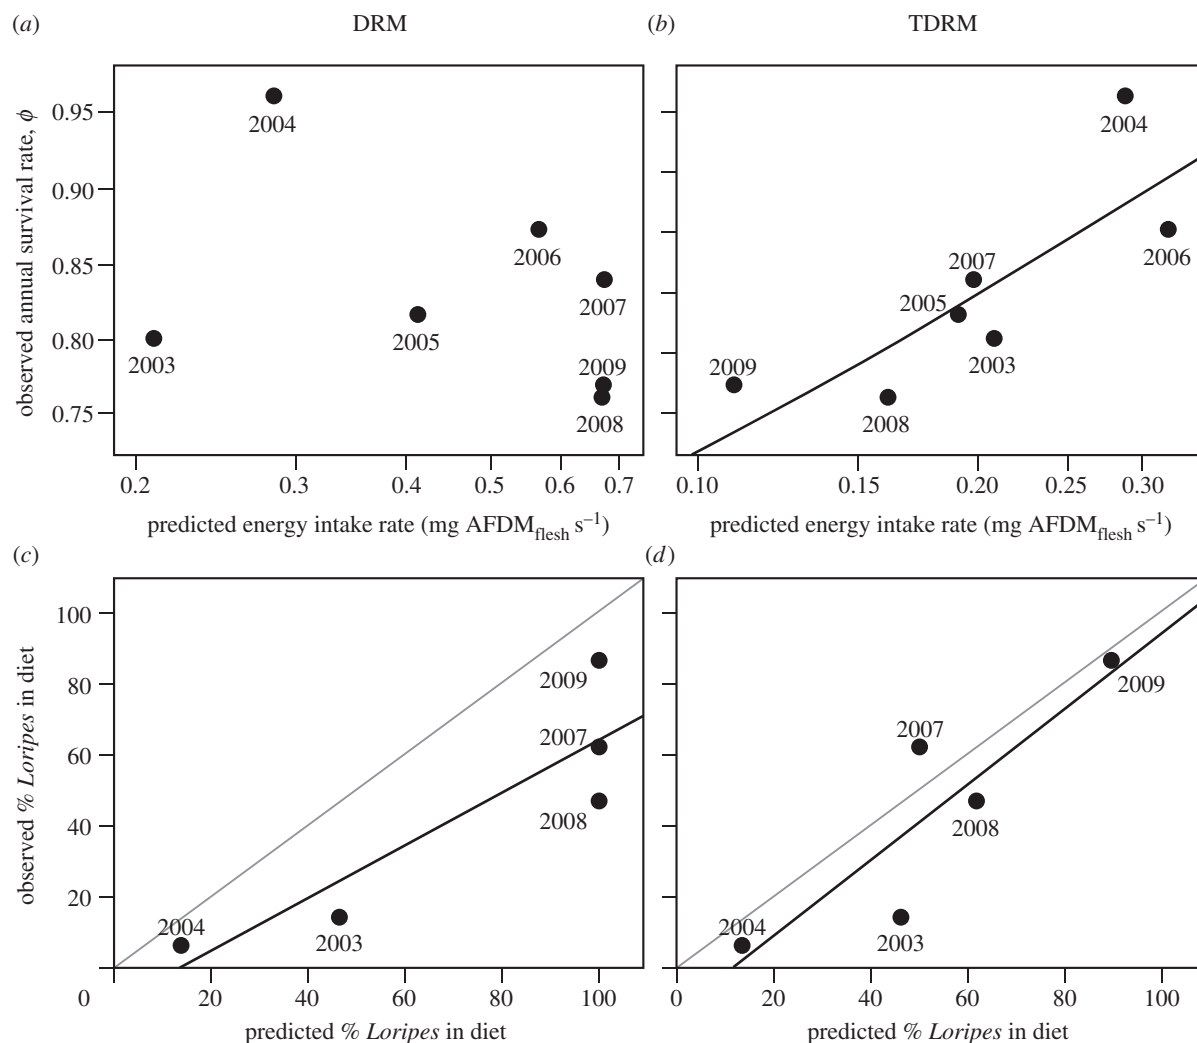 (a) DRM (b) TDRM
observed annual survival rate, ϕ
0.95
0.90
0.85
0.80
0.75
2004
2006
2007
2005
2003
2009
2008
0.2 0.3 0.4 0.5 0.6 0.7
predicted energy intake rate (mg AFDMflesh s–1)
2004
2006
2007
2005
2003
2009
2008
0.10 0.15 0.20 0.25 0.30
predicted energy intake rate (mg AFDMflesh s–1)
(c) (d)
observed % Loripes in diet
100
80
60
40
20
0
2009
2007
2008
2004
2003
20 40 60 80 100
predicted % Loripes in diet
2009
2007
2008
2004
2003
0 20 40 60 80 100
predicted % Loripes in diet